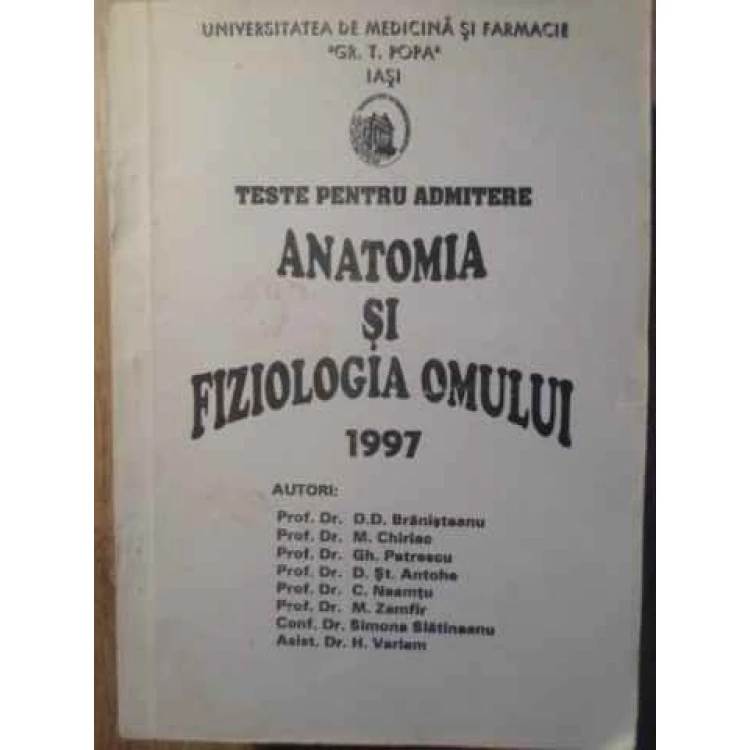 UNIVERSITATEA DE MEDICINĂ ŞI FARMACIE
"GR. T. POPA"
IAŞI
TESTE PENTRU ADMITERE
ANATOMIA
ŞI
FIZIOLOGIA OMULUI
1997
AUTORI:
Prof. Dr. D.D. Brănişteanu
Prof. Dr. M. Chiriac
Prof. Dr. Gh. Petrescu
Prof. Dr. D. Şt. Antohe
Prof. Dr. C. Neamţu
Prof. Dr. M. Zamfir
Conf. Dr. Simona Slătineanu
Asist. Dr. H. Varlam